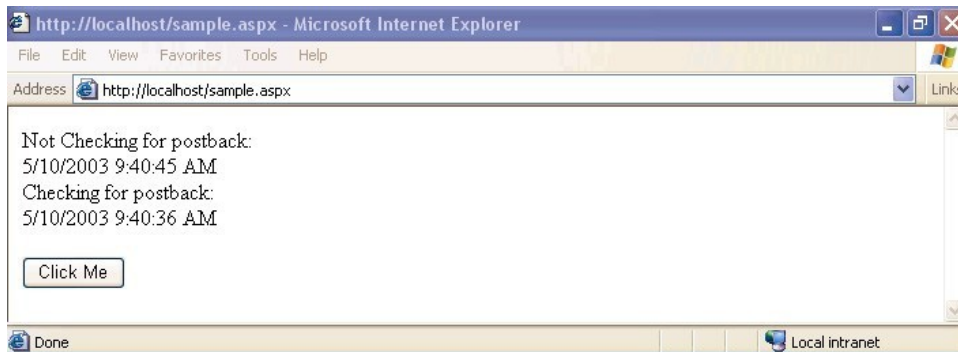 http://localhost/sample.aspx - Microsoft Internet Explorer
File Edit View Favorites Tools Help
Address http://localhost/sample.aspx Links
Not Checking for postback:
5/10/2003 9:40:45 AM
Checking for postback:
5/10/2003 9:40:36 AM
Click Me
Done Local intranet